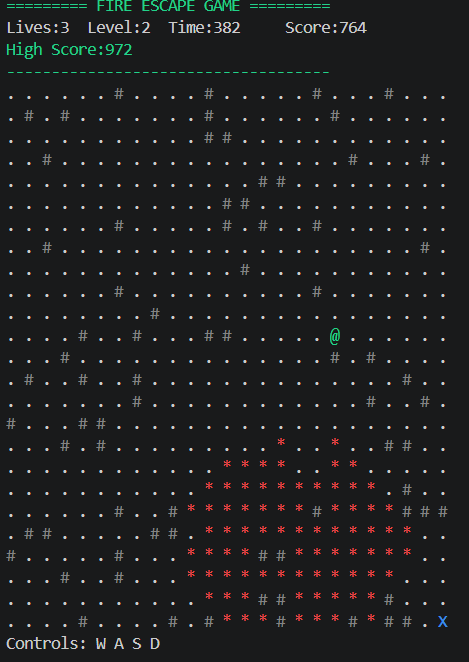 ========= FIRE ESCAPE GAME =========
Lives:3 Level:2 Time:382 Score:764
High Score:972
------------------------------------
. . . . . . # . . . . # . . . . . # . . . # . . .
. # . # . . . . . . . # . . . . . . # . . . . . .
. . . . . . . . . . . # # . . . . . . . . . . . .
. . # . . . . . . . . . . . . . . . . # . . . # .
. . . . . . . . . . . . . . # # . . . . . . . . .
. . . . . . . . . . . . # # . . . . . . . . . . .
. . . . . . # . . . . . # . # . . # . . . . . . .
. . # . . . . . . . . . . . . . . . . . . . . # .
. . . . . . . . . . . . . # . . . . . . . . . . .
. . . . . . # . . . . . . . . . . # . . . . . . .
. . . . . . . . # . . . . . . . . . . . . . . . .
. . . . # . . # . . . # # . . . . . @ . . . . . .
. . . # . . . . . . . . . . . . . . # . # . . . .
. # . . # . . # . . . . . . . . . . . . . . # . .
. . . . . . . # . . . . . . . . . . . . # . . # .
# . . . # # . . . . . . . . . . . . . . . . . . .
. . . # . # . . . . . . . . . * . . * . . # # . .
. . . . . . . . . . . . * * * * . . * * . . . . .
. . . . . . . . . . . * * * * * * * * * * . # . .
. . . . . . # . . # * * * * * * * # * * * * # # #
. # # . . . . . # # . * * * * * * * * * * * * . .
# . . . . . # . . . * * * * # # * * * * * * * . .
. . . # . . # . . . * * * * * * * * * * * * . . .
. . . . . . . . . . . * * * # # * * * * * # . . .
. . . . # . . . . # . # * * * # * * * # * # # . X
Controls: W A S D